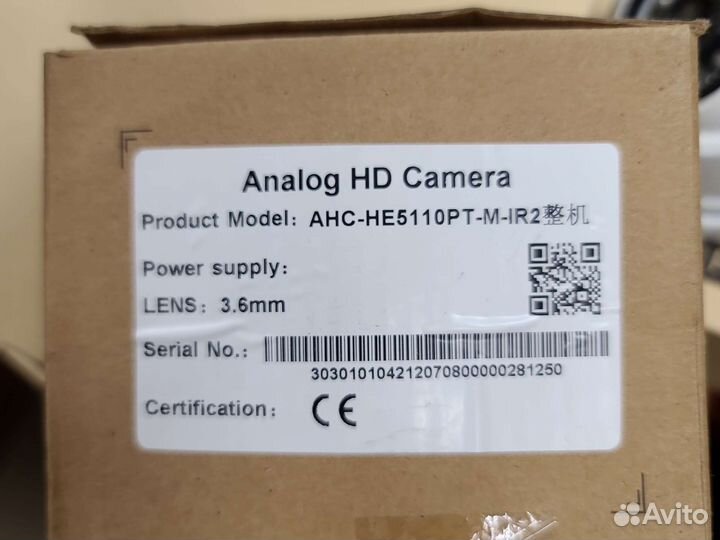 Analog HD Camera
Product Model: AHC-HE5110PT-M-IR2整机
Power supply:
LENS: 3.6mm
Serial No.:
30301010421207080000281250
Certification: CE
Avito